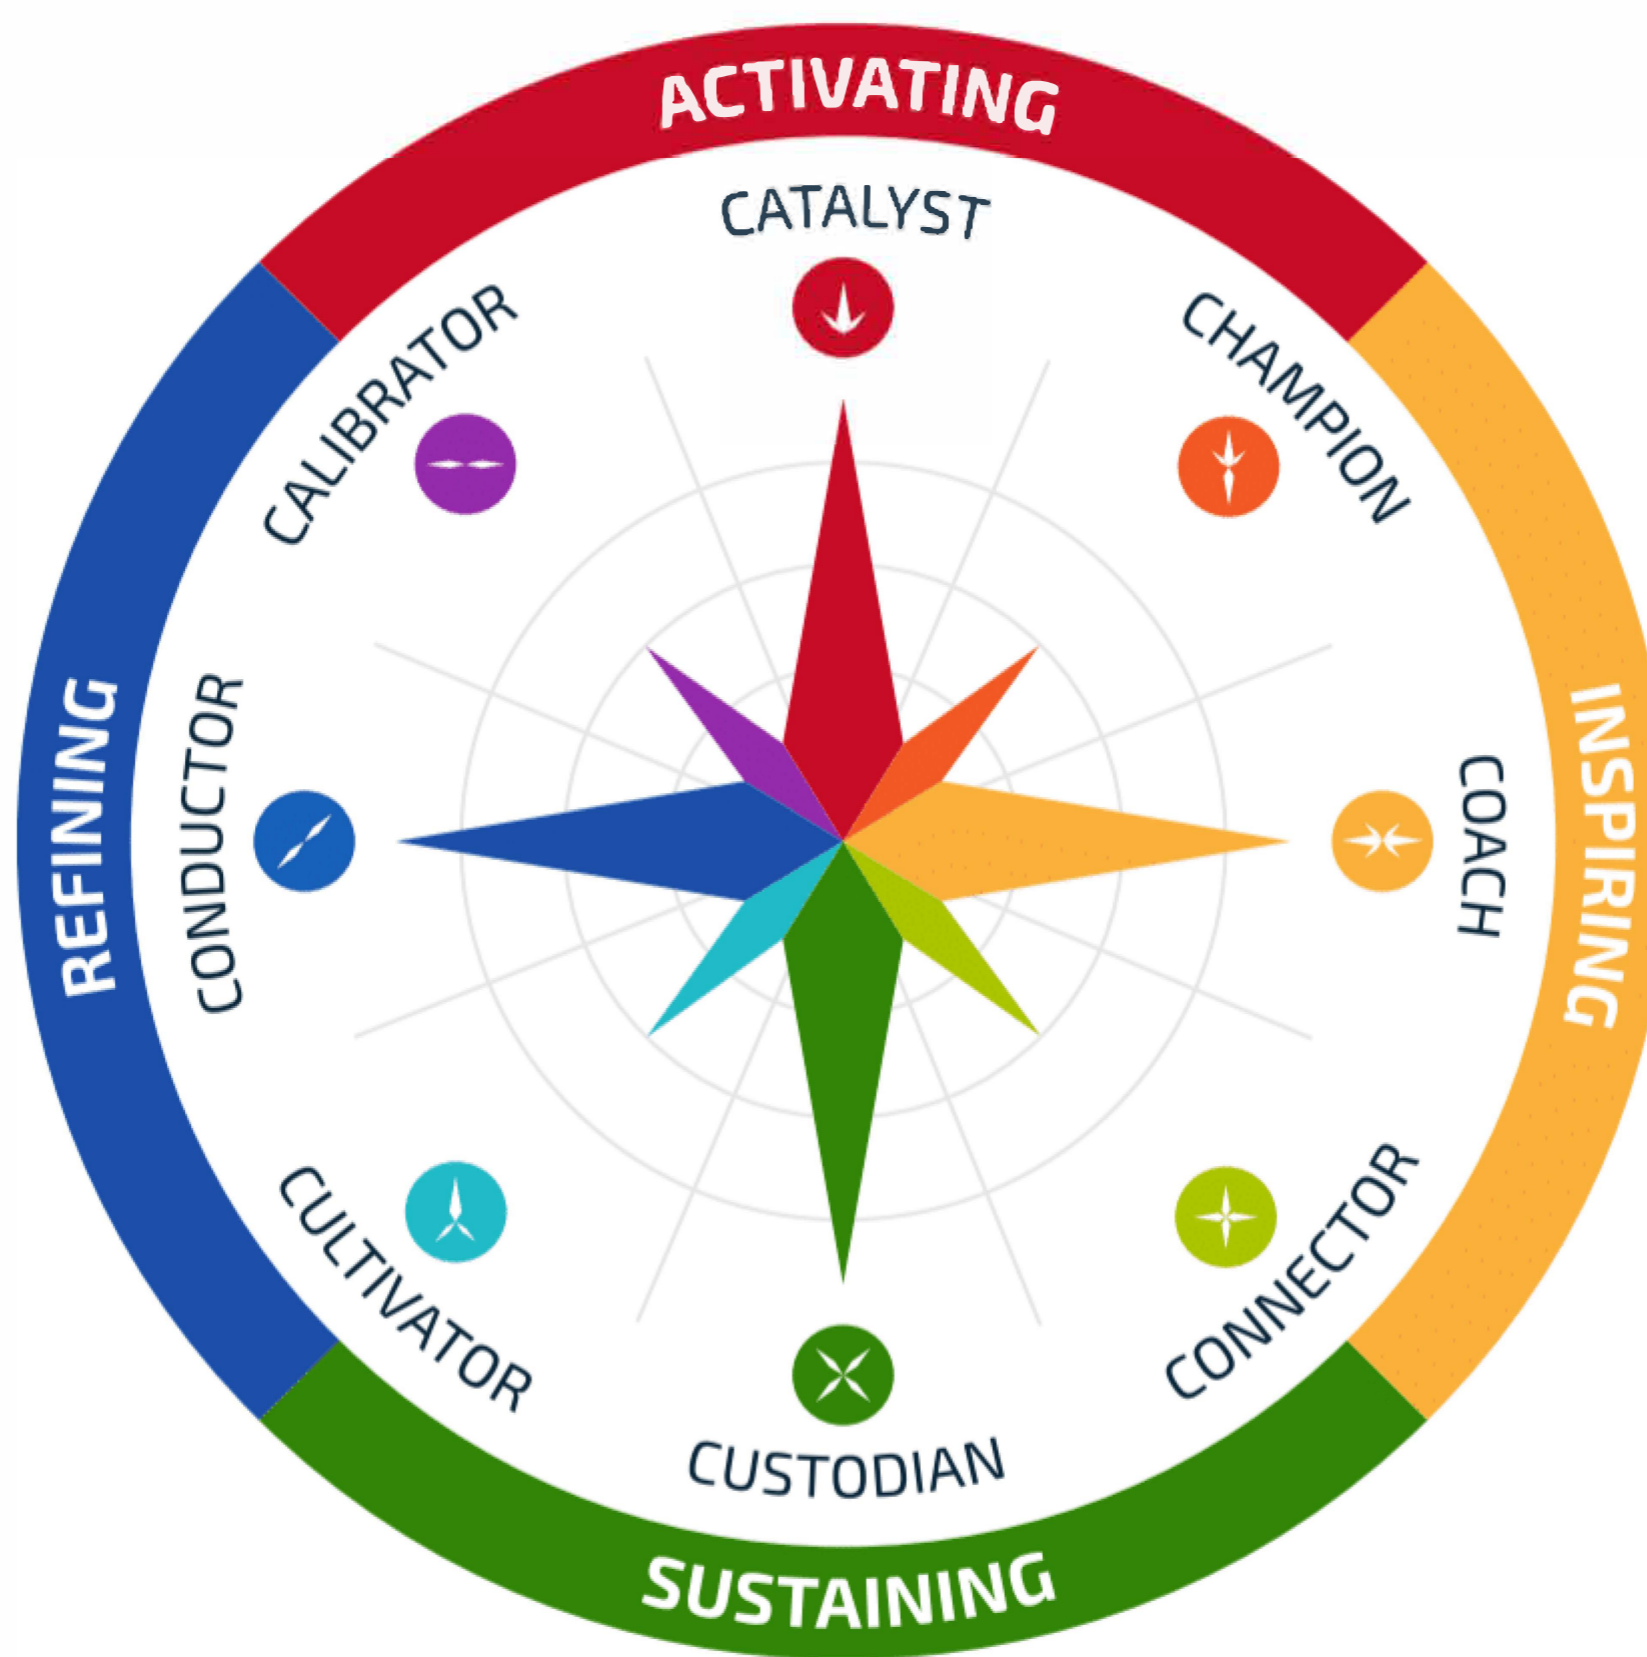 ACTIVATING
CATALYST
CHAMPION
COACH
INSPIRING
CONNECTOR
CUSTODIAN
SUSTAINING
CULTIVATOR
CONDUCTOR
REFINING
CALIBRATOR